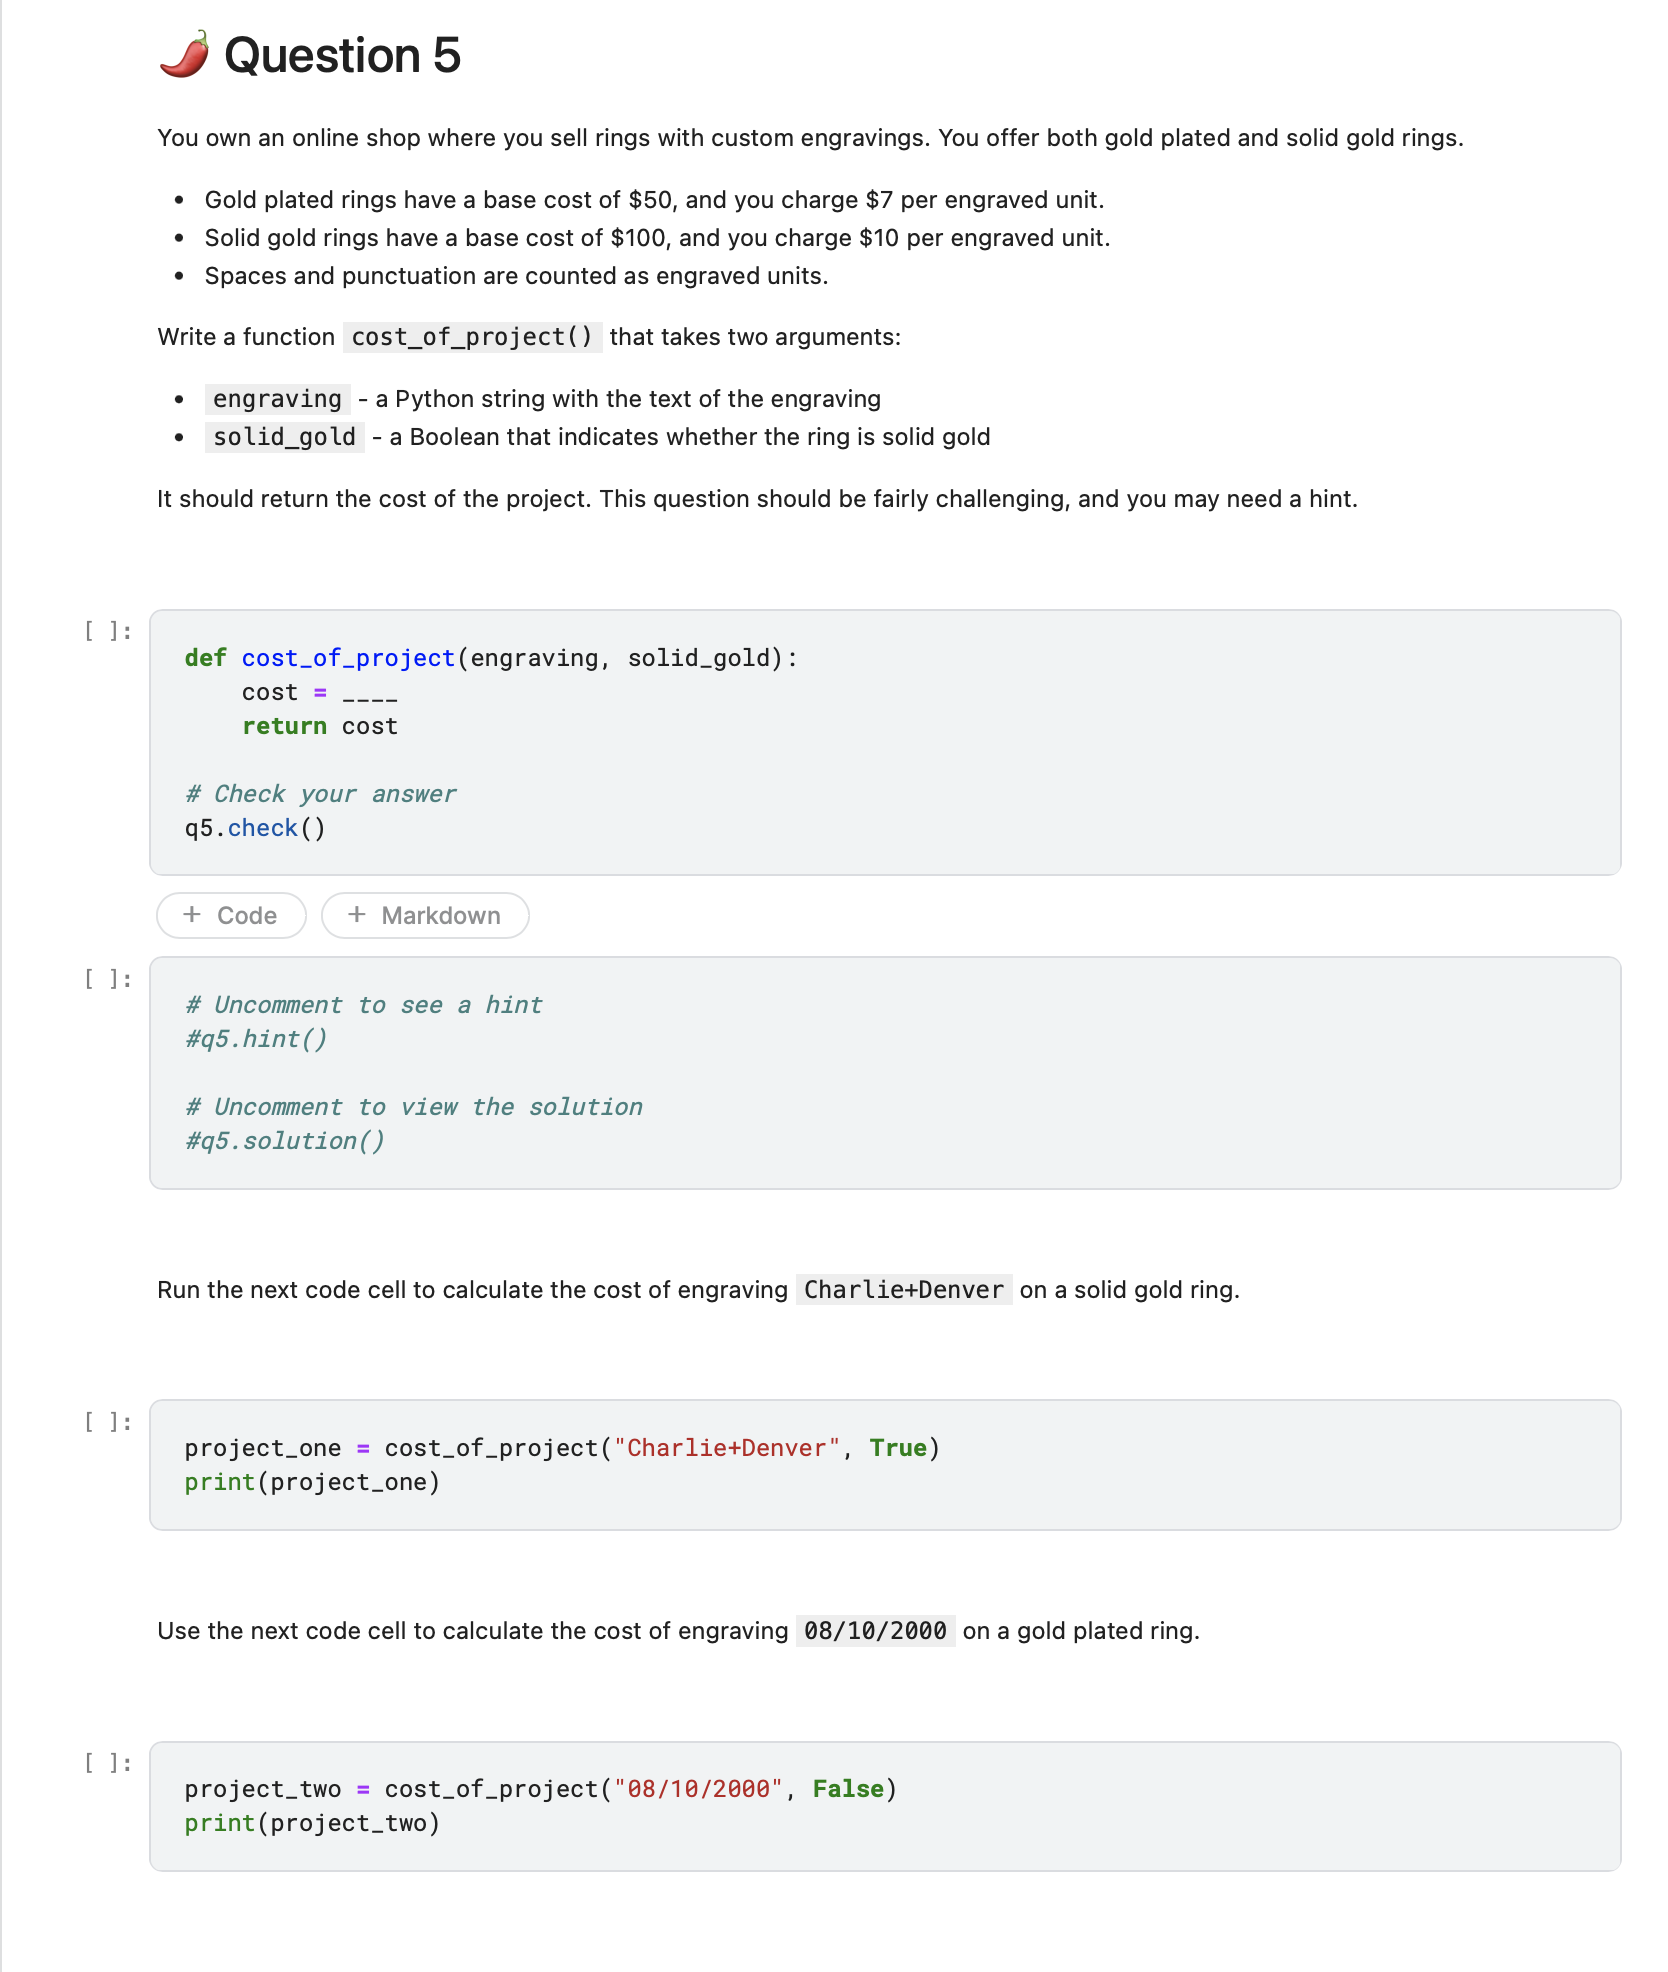 🌶️ Question 5
You own an online shop where you sell rings with custom engravings. You offer both gold plated and solid gold rings.
• Gold plated rings have a base cost of $50, and you charge $7 per engraved unit.
• Solid gold rings have a base cost of $100, and you charge $10 per engraved unit.
• Spaces and punctuation are counted as engraved units.
Write a function cost_of_project() that takes two arguments:
• engraving - a Python string with the text of the engraving
• solid_gold - a Boolean that indicates whether the ring is solid gold
It should return the cost of the project. This question should be fairly challenging, and you may need a hint.
[ ]:
def cost_of_project(engraving, solid_gold):
    cost = ____
    return cost
# Check your answer
q5.check()
+ Code + Markdown
[ ]:
# Uncomment to see a hint
#q5.hint()
# Uncomment to view the solution
#q5.solution()
Run the next code cell to calculate the cost of engraving Charlie+Denver on a solid gold ring.
[ ]:
project_one = cost_of_project("Charlie+Denver", True)
print(project_one)
Use the next code cell to calculate the cost of engraving 08/10/2000 on a gold plated ring.
[ ]:
project_two = cost_of_project("08/10/2000", False)
print(project_two)